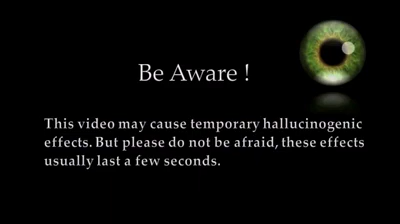 Be Aware !
This video may cause temporary hallucinogenic
effects. But please do not be afraid, these effects
usually last a few seconds.